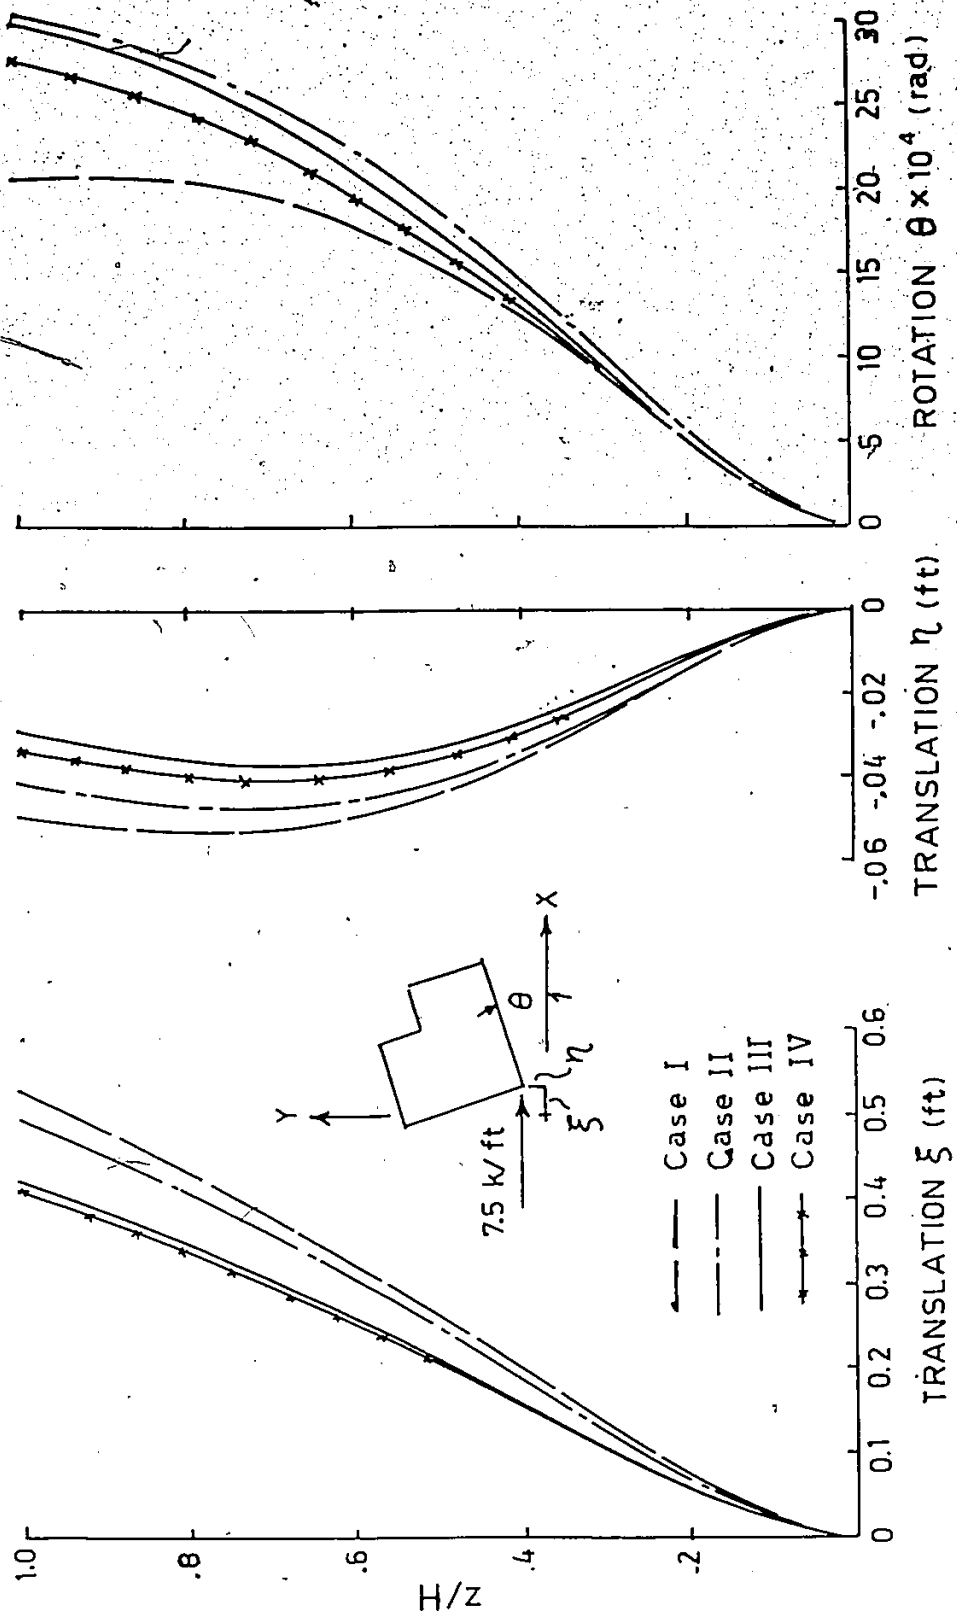 z/H
1.0
.8
.6
.4
.2
0
0.1
0.2
0.3
0.4
0.5
0.6
TRANSLATION ξ (ft)
Y
X
7.5 k/ft
θ
ξ
η
Case I
Case II
Case III
Case IV
-.06
-.04
-.02
0
TRANSLATION η (ft)
0
5
10
15
20
25
30
ROTATION θ × 10⁴ (rad)